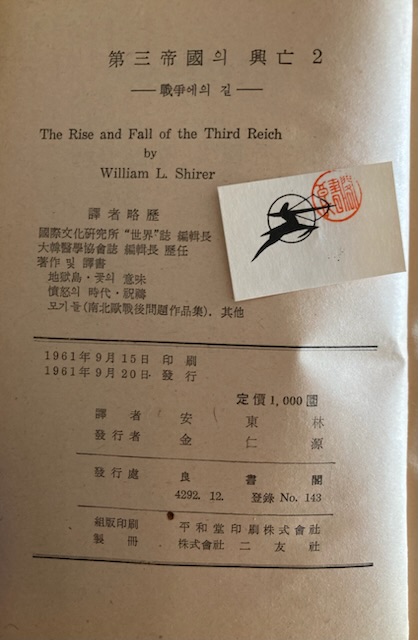 第三帝國의 興亡 2
——戰爭에의 길——
The Rise and Fall of the Third Reich
by
William L. Shirer
譯者略歷
國際文化硏究所 “世界”誌 編輯長
大韓醫學協會誌 編輯長 歷任
著作 및 譯書
地獄島·꽃의 意味
憤怒의 時代·祝禱
모기들(南北歐戰後問題作品集). 其他
1961年 9月 15日 印刷
1961年 9月 20日 發行
定價 1,000圜
譯者 安東林
發行者 金仁源
發行處 良書閣
4292. 12. 登錄 No. 143
組版印刷 平和堂印刷株式會社
製冊 株式會社 二友社